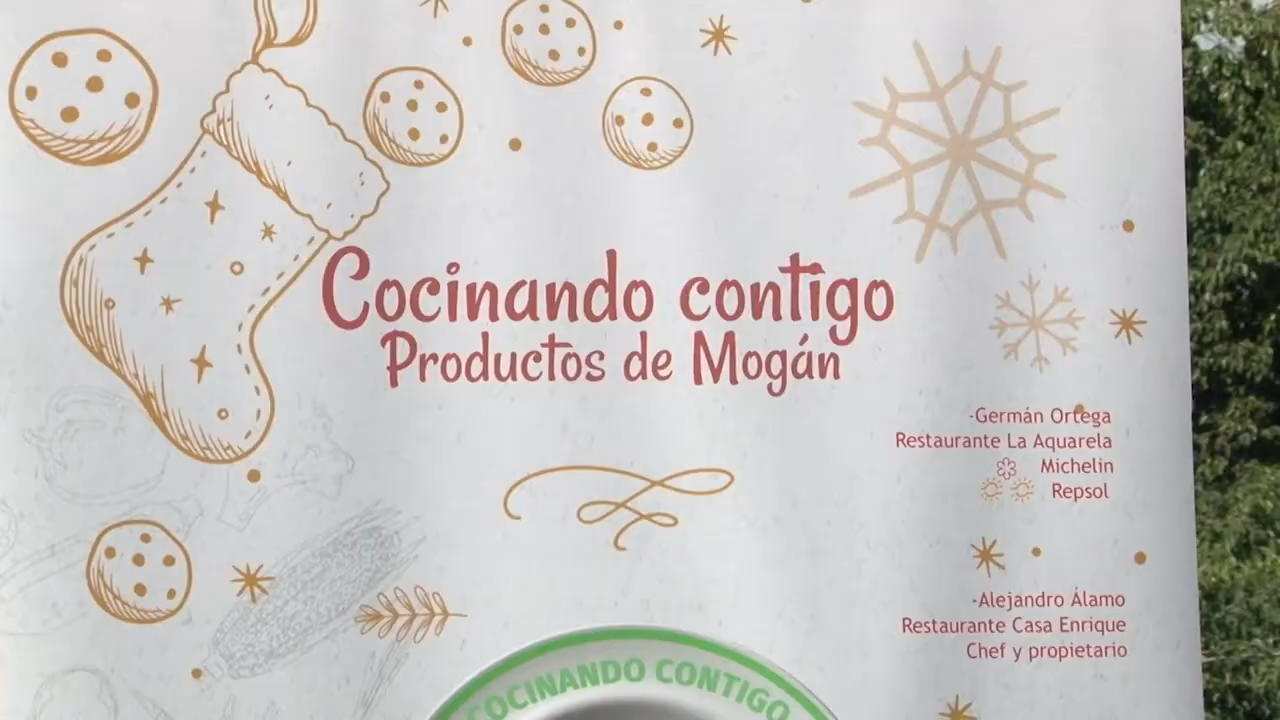 Cocinando contigo
Productos de Mogán
-Germán Ortega
Restaurante La Aquarela
Michelin
Repsol
-Alejandro Álamo
Restaurante Casa Enrique
Chef y propietario
COCINANDO CONTIGO